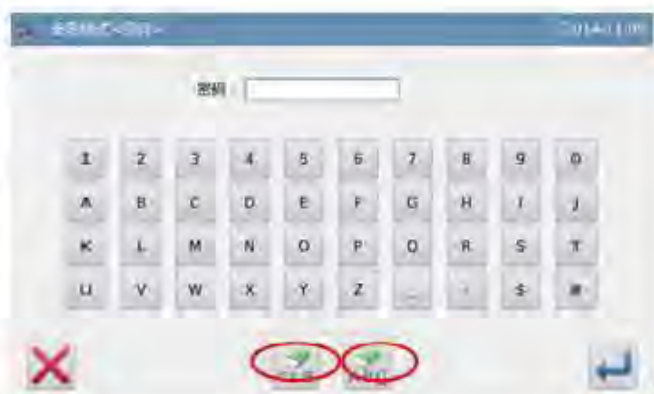 密码：
1 2 3 4 5 6 7 8 9 0
A B C D E F G H I J
K L M N O P Q R S T
U V W X Y Z _ - $ #